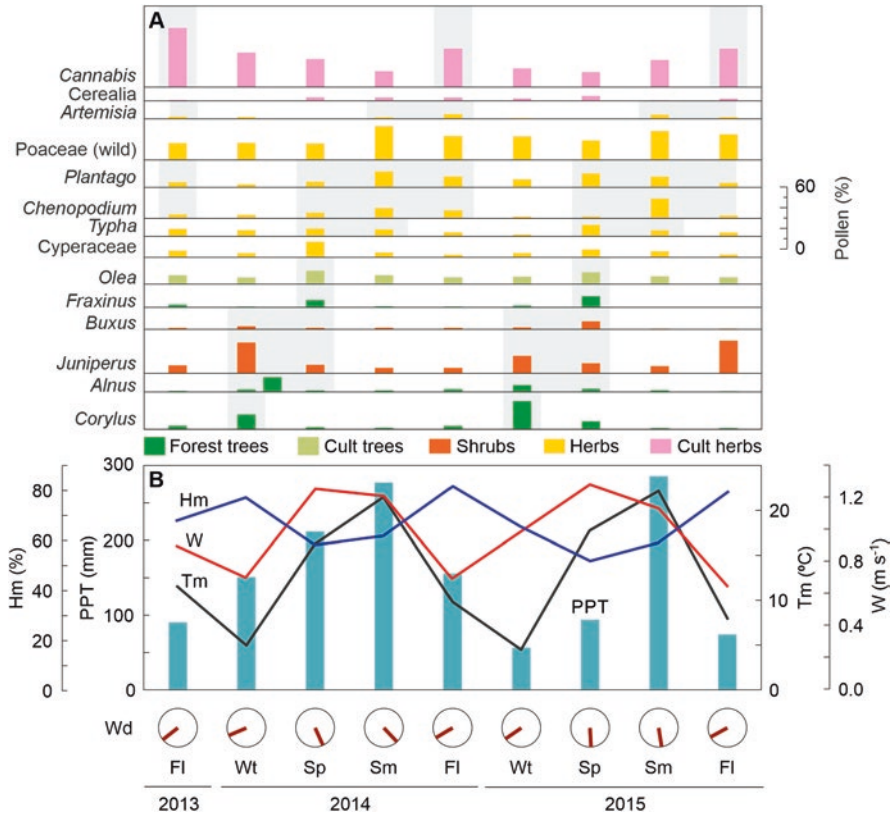 A
Cannabis
Cerealia
Artemisia
Poaceae (wild)
Plantago
Chenopodium
Typha
Cyperaceae
Olea
Fraxinus
Buxus
Juniperus
Alnus
Corylus
60
0
Pollen (%)
Forest trees Cult trees Shrubs Herbs Cult herbs
B
80
60
40
20
0
Hm (%)
300
200
100
0
PPT (mm)
Hm
W
Tm
PPT
20
10
0
Tm (ºC)
1.2
0.8
0.4
0.0
W (m s⁻¹)
Wd
Fl Wt Sp Sm Fl Wt Sp Sm Fl
2013 2014 2015